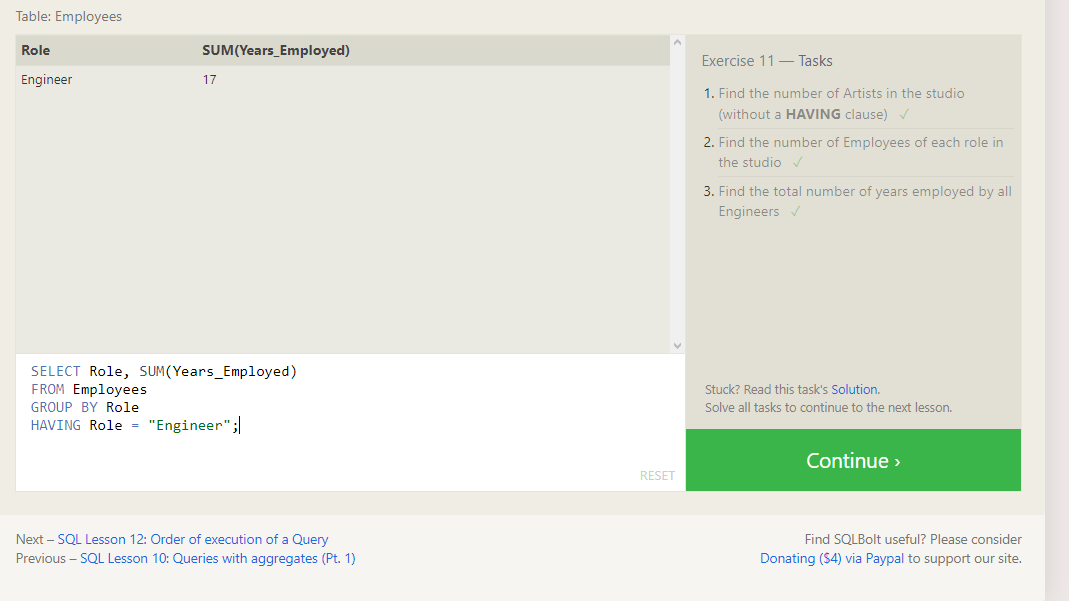 Table: Employees
Role SUM(Years_Employed)
Engineer 17
SELECT Role, SUM(Years_Employed)
FROM Employees
GROUP BY Role
HAVING Role = "Engineer";
RESET
Exercise 11 — Tasks
1. Find the number of Artists in the studio
(without a HAVING clause) ✓
2. Find the number of Employees of each role in
the studio ✓
3. Find the total number of years employed by all
Engineers ✓
Stuck? Read this task's Solution.
Solve all tasks to continue to the next lesson.
Continue ›
Next – SQL Lesson 12: Order of execution of a Query
Previous – SQL Lesson 10: Queries with aggregates (Pt. 1)
Find SQLBolt useful? Please consider
Donating ($4) via Paypal to support our site.